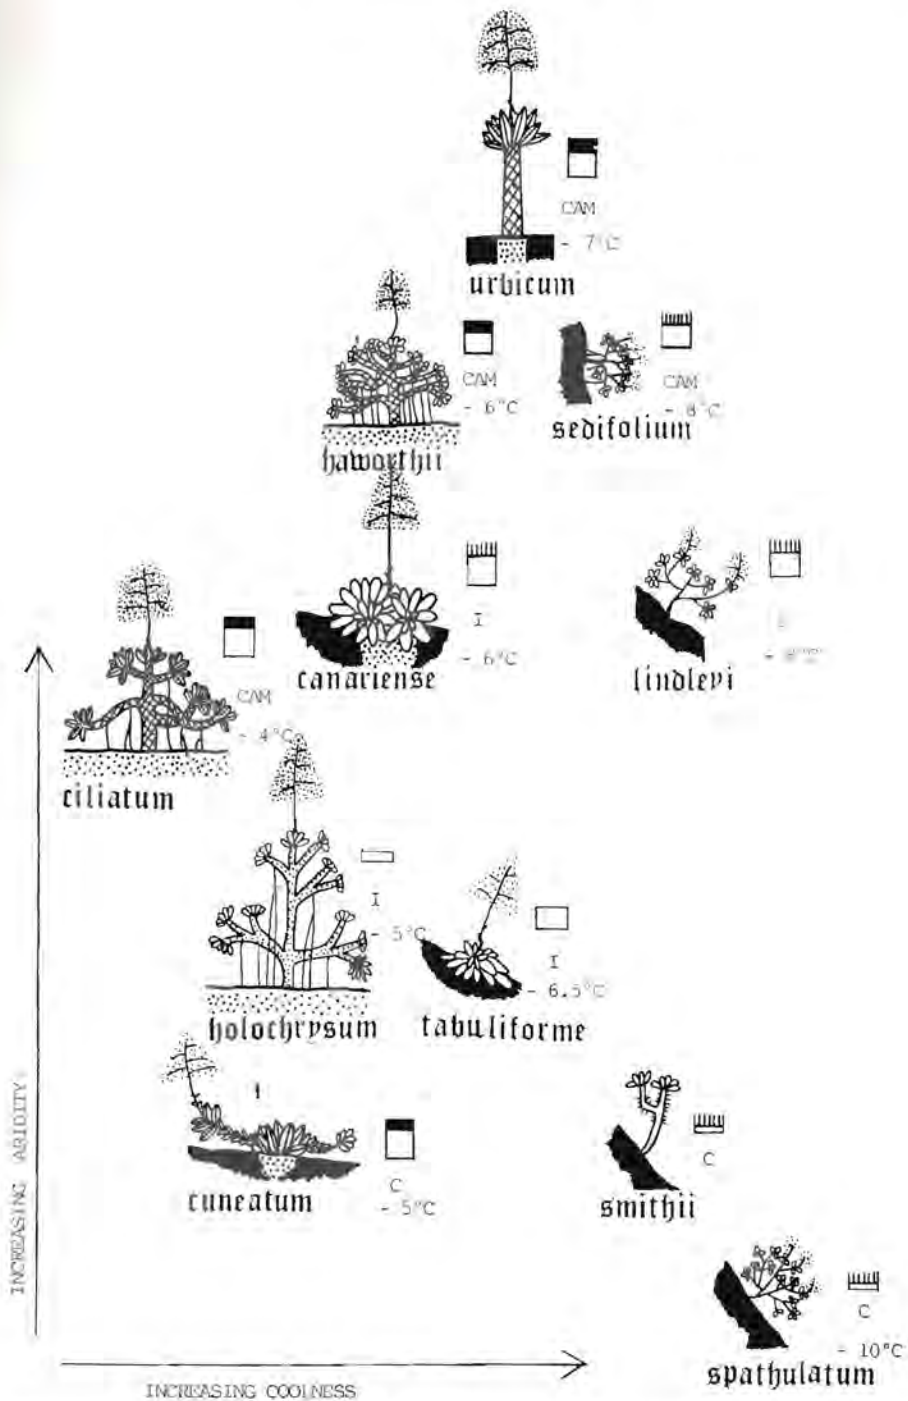 CAM
- 7°C
urbicum
CAM
- 6°C
haworthii
CAM
- 8°C
sedifolium
I
- 6°C
canariense
lindleyi
CAM
- 4°C
ciliatum
I
- 5°C
holochrysum
I
- 6.5°C
tabuliforme
C
- 5°C
cuneatum
C
smithii
C
- 10°C
spathulatum
INCREASING ARIDITY
INCREASING COOLNESS